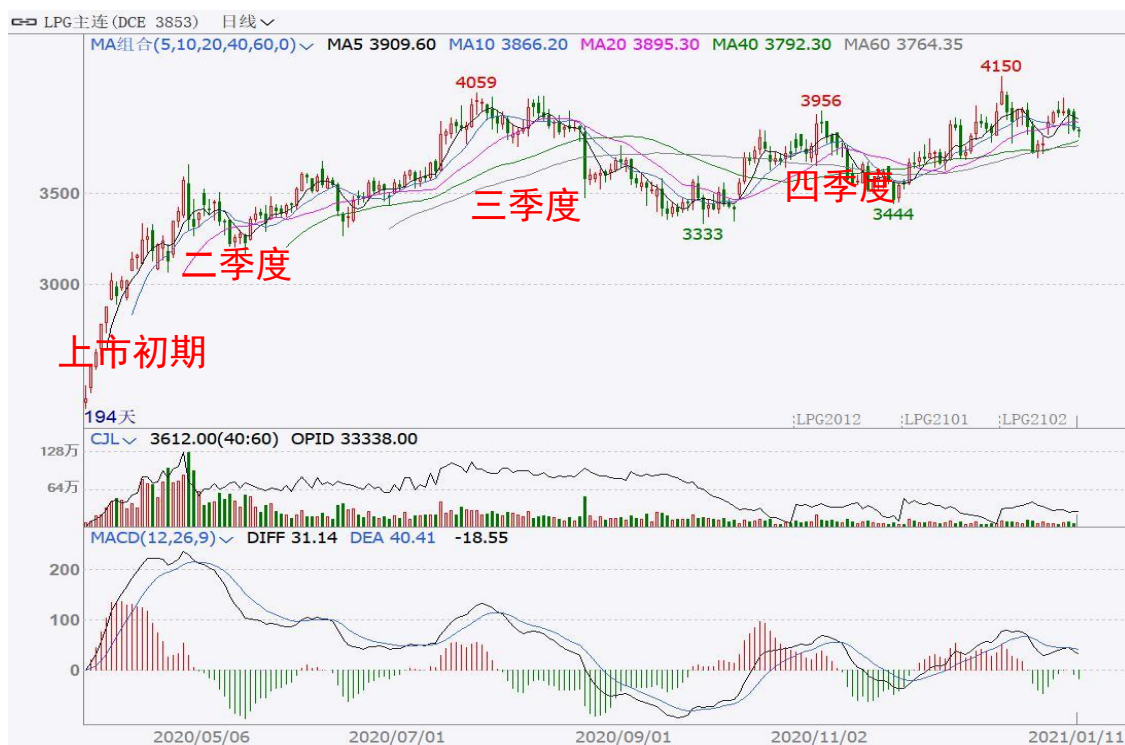 LPG主连(DCE 3853) 日线
MA组合(5,10,20,40,60,0) MA5 3909.60 MA10 3866.20 MA20 3895.30 MA40 3792.30 MA60 3764.35
4150
4059
3956
3500
四季度
三季度
3444
3333
二季度
3000
上市初期
194天
LPG2012 LPG2101 LPG2102
CJL 3612.00(40:60) OPID 33338.00
128万
64万
MACD(12,26,9) DIFF 31.14 DEA 40.41 -18.55
200
100
0
2020/05/06 2020/07/01 2020/09/01 2020/11/02 2021/01/11